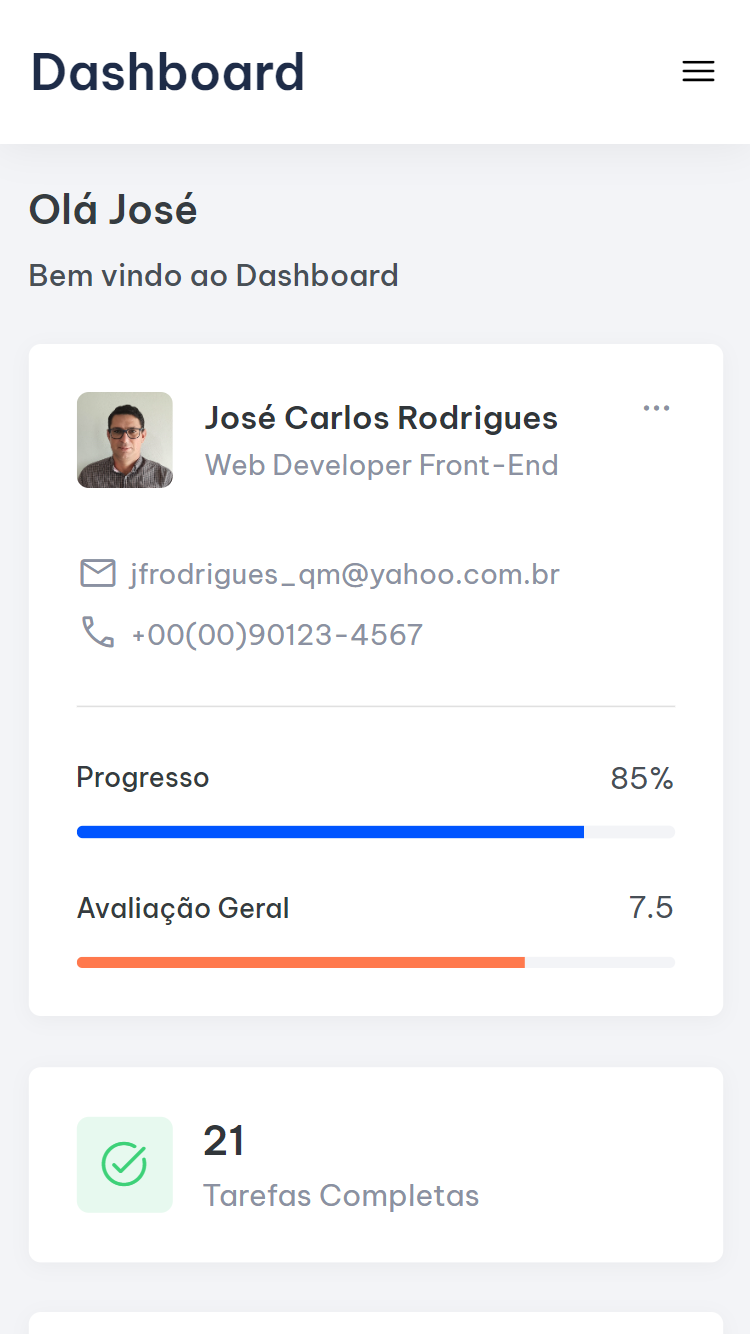 Dashboard
Olá José
Bem vindo ao Dashboard
José Carlos Rodrigues
Web Developer Front-End
jfrodrigues_qm@yahoo.com.br
+00(00)90123-4567
Progresso 85%
Avaliação Geral 7.5
21
Tarefas Completas